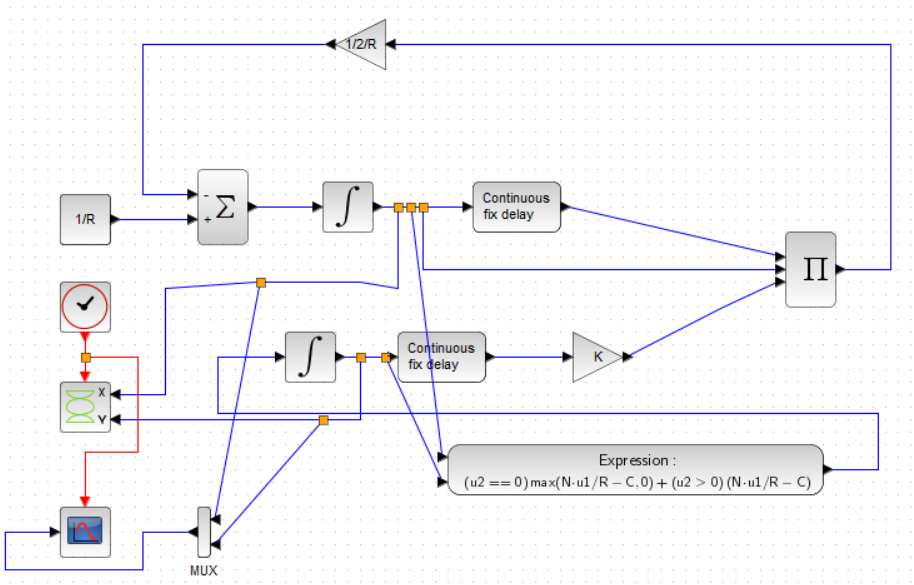 1/2/R
-
+
Σ
1/R
∫
Continuous
fix delay
Π
∫
Continuous
fix delay
K
X
Y
Expression :
(u2 == 0) max(N·u1/R − C, 0) + (u2 > 0) (N·u1/R − C)
MUX